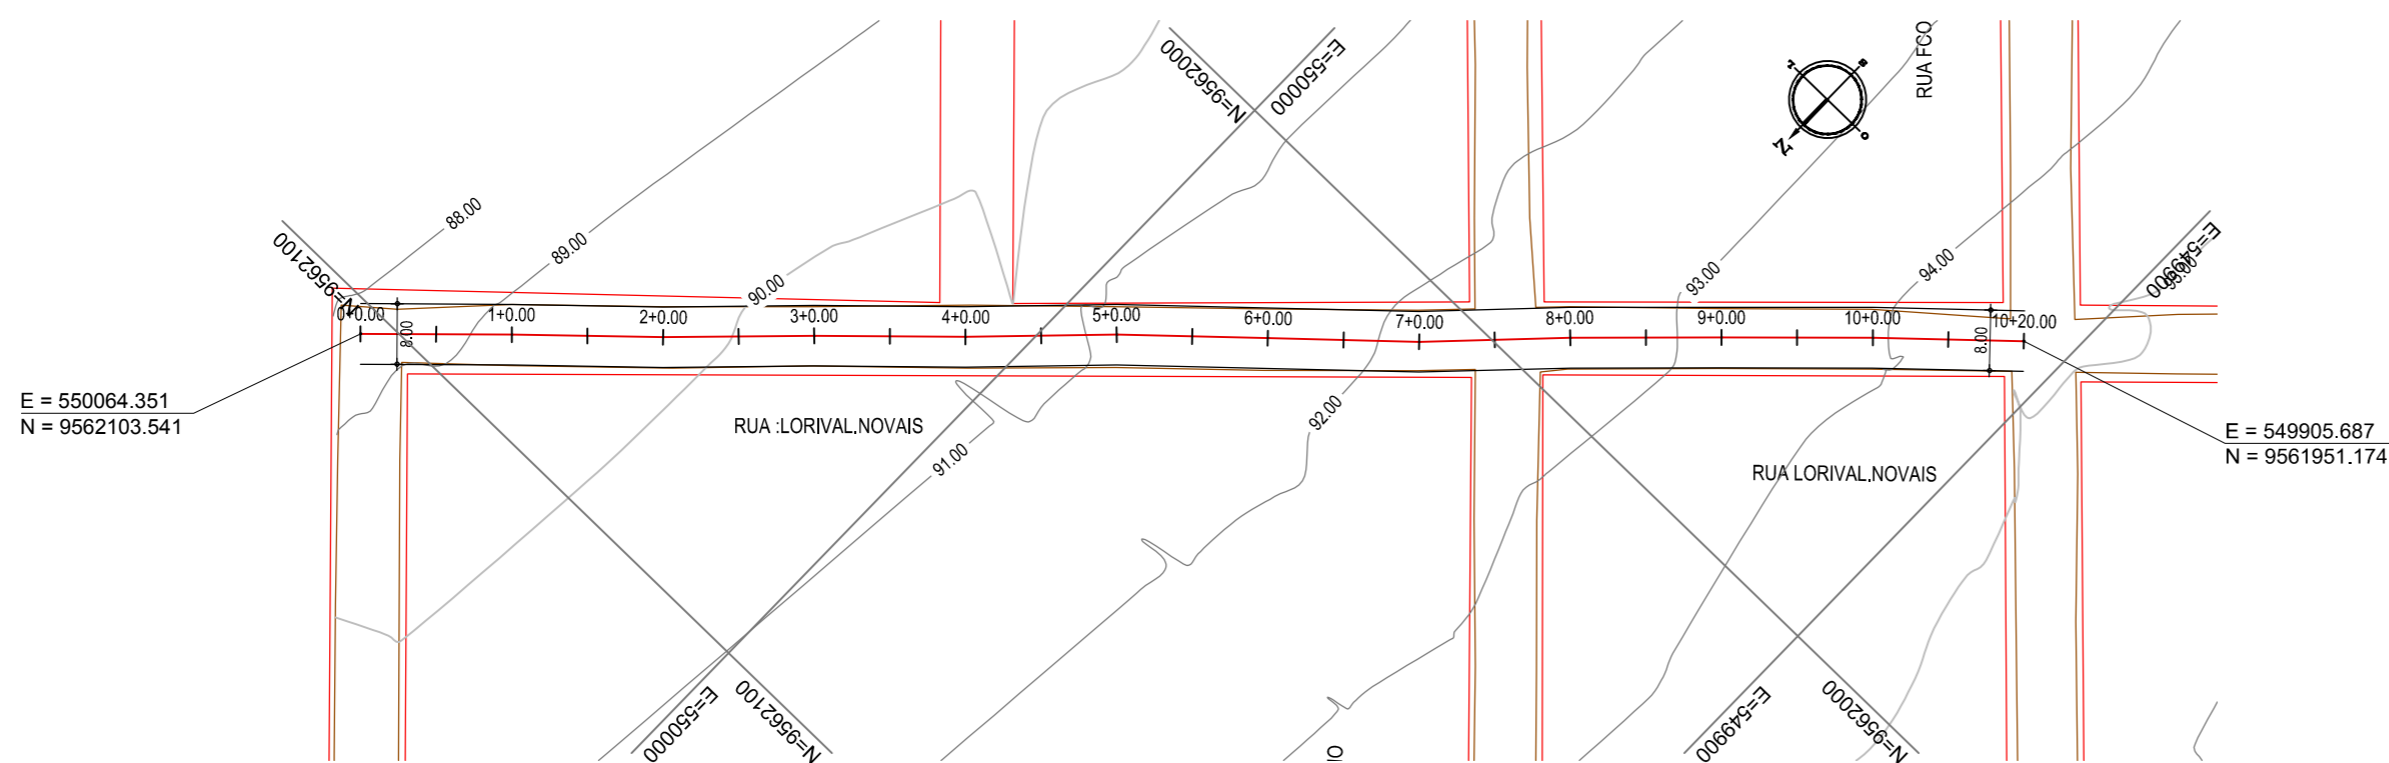 RUA FCO
N=9562000
E=550000
88.00
89.00
90.00
93.00
94.00
95.00
E=549900
N=9562100
0+0.00
1+0.00
2+0.00
3+0.00
4+0.00
5+0.00
6+0.00
7+0.00
8+0.00
9+0.00
10+0.00
10+20.00
8.00
8.00
E = 550064.351
N = 9562103.541
RUA :LORIVAL.NOVAIS
91.00
92.00
RUA LORIVAL.NOVAIS
E = 549905.687
N = 9561951.174
E=550000
N=9562100
E=549900
N=9562000